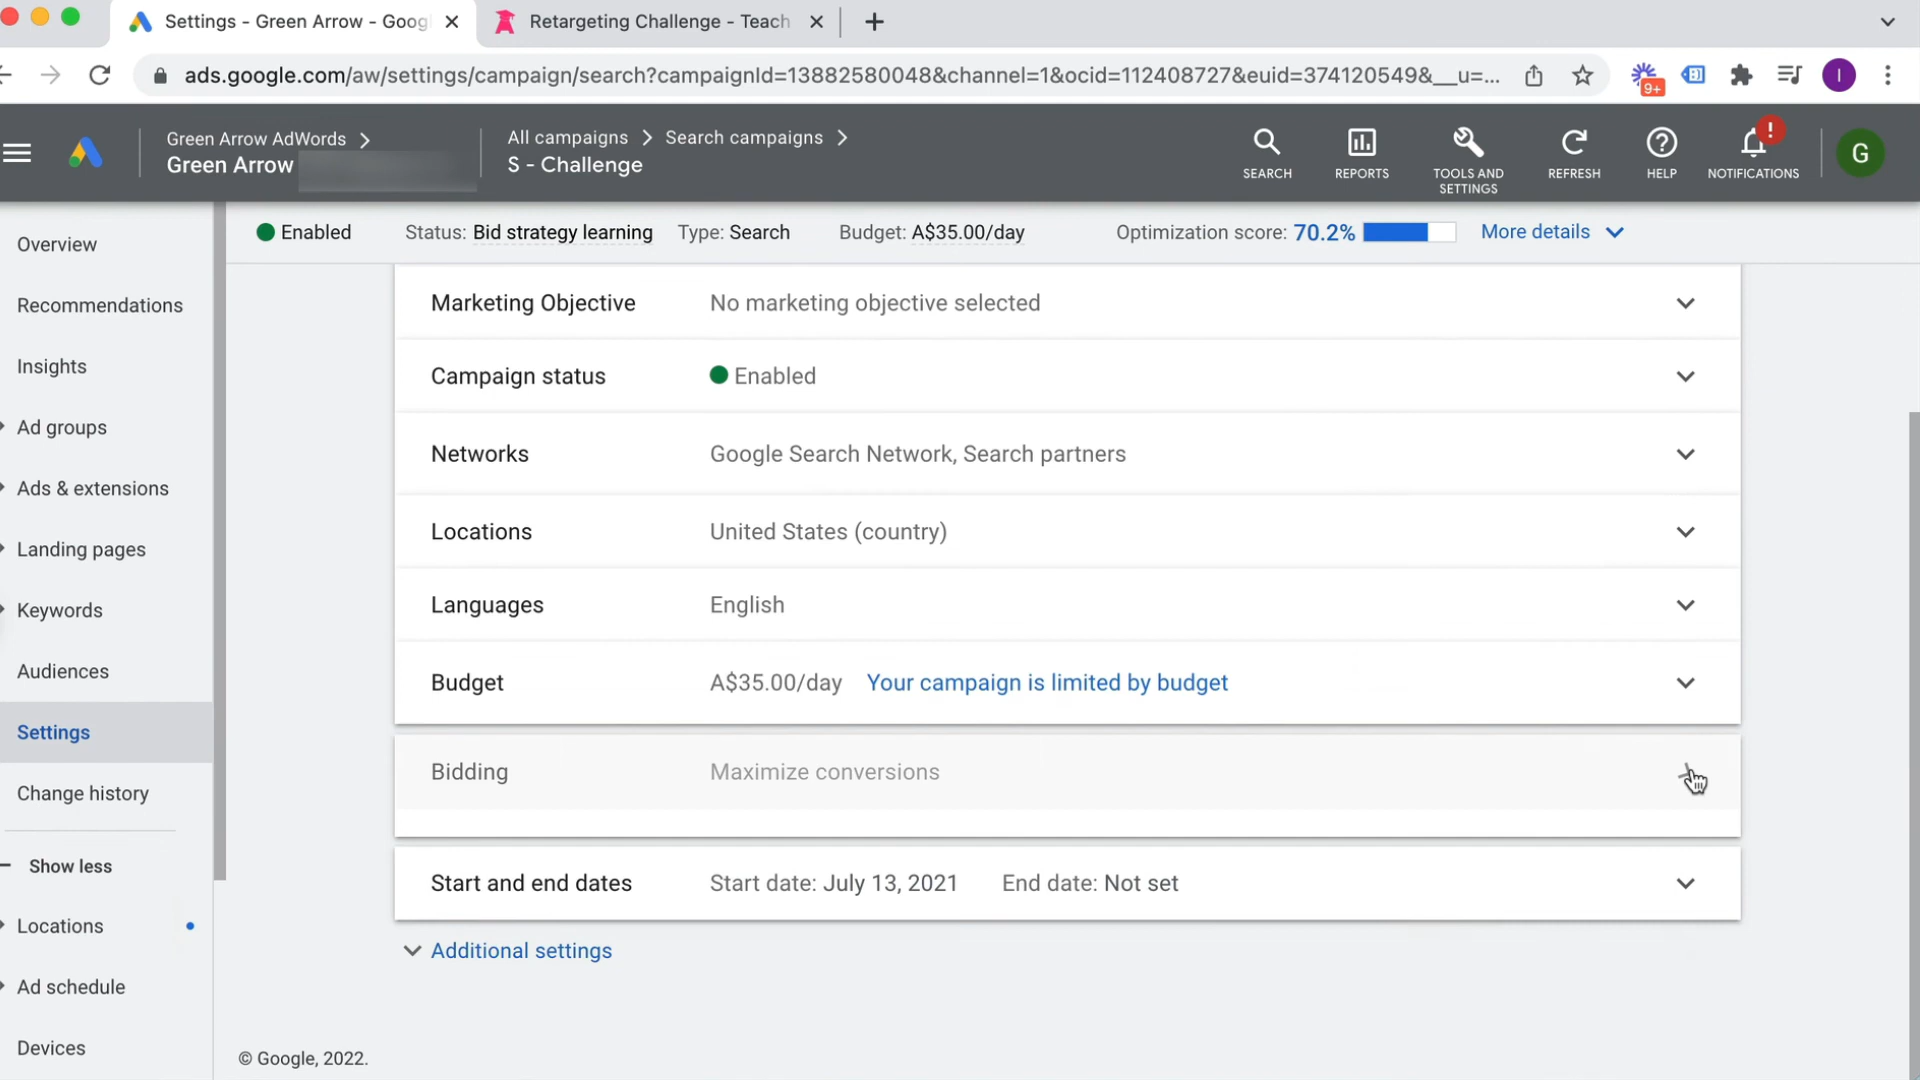 Settings - Green Arrow - Goog
Retargeting Challenge - Teach
ads.google.com/aw/settings/campaign/search?campaignId=13882580048&channel=1&ocid=112408727&euid=374120549&__u=...
9+
I
Green Arrow AdWords
Green Arrow
All campaigns > Search campaigns >
S - Challenge
SEARCH
REPORTS
TOOLS AND
SETTINGS
REFRESH
HELP
!
NOTIFICATIONS
G
Enabled
Status: Bid strategy learning
Type: Search
Budget: A$35.00/day
Optimization score: 70.2%
More details
Overview
Recommendations
Insights
Ad groups
Ads & extensions
Landing pages
Keywords
Audiences
Settings
Change history
Show less
Locations
Ad schedule
Devices
Marketing Objective
No marketing objective selected
Campaign status
Enabled
Networks
Google Search Network, Search partners
Locations
United States (country)
Languages
English
Budget
A$35.00/day
Your campaign is limited by budget
Bidding
Maximize conversions
Start and end dates
Start date: July 13, 2021
End date: Not set
Additional settings
© Google, 2022.